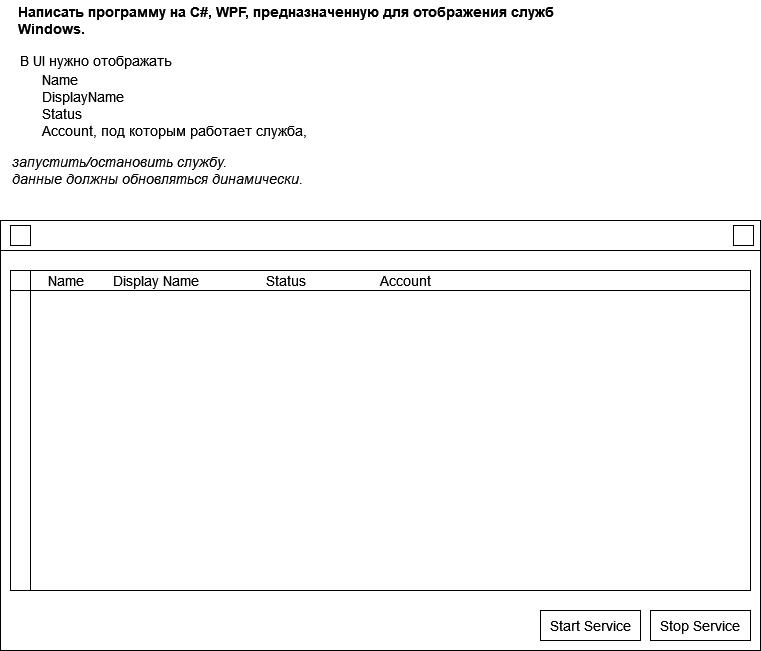 Написать программу на C#, WPF, предназначенную для отображения служб
Windows.
В UI нужно отображать
Name
DisplayName
Status
Account, под которым работает служба,
запустить/остановить службу.
данные должны обновляться динамически.
Name Display Name Status Account
Start Service Stop Service